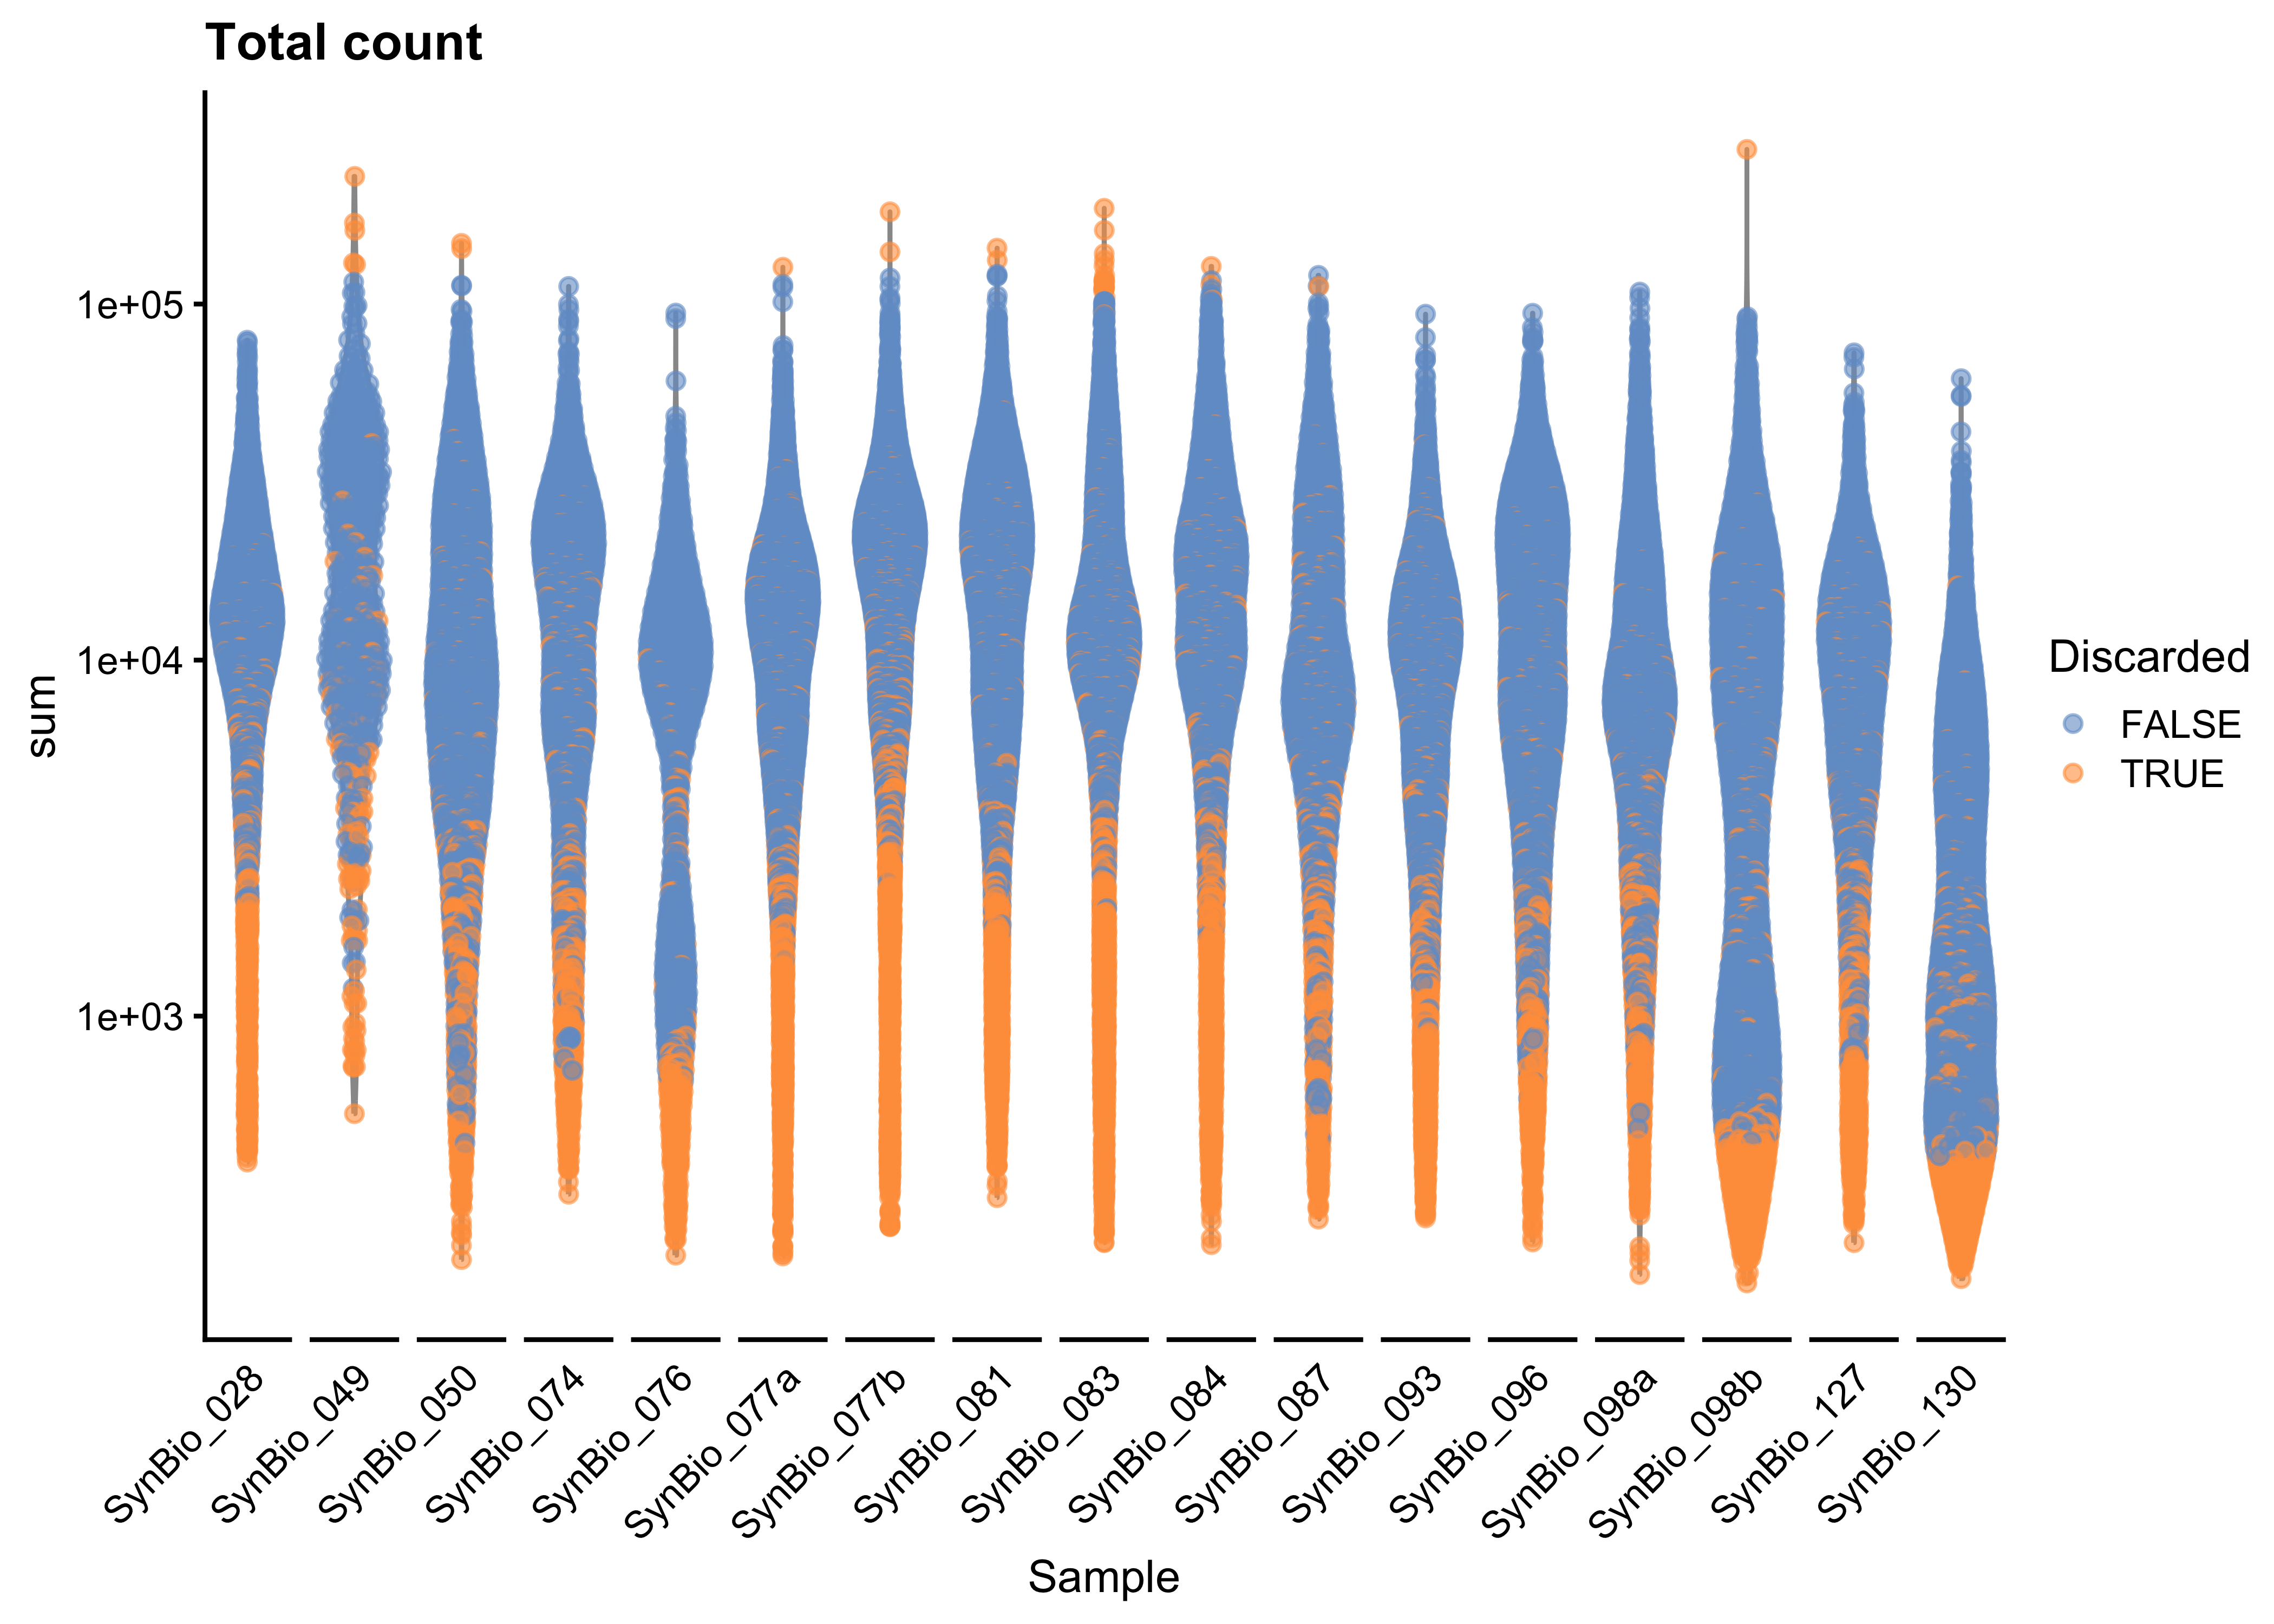 Total count
1e+05
1e+04
1e+03
sum
SynBio_028
SynBio_049
SynBio_050
SynBio_074
SynBio_076
SynBio_077a
SynBio_077b
SynBio_081
SynBio_083
SynBio_084
SynBio_087
SynBio_093
SynBio_096
SynBio_098a
SynBio_098b
SynBio_127
SynBio_130
Sample
Discarded
FALSE
TRUE